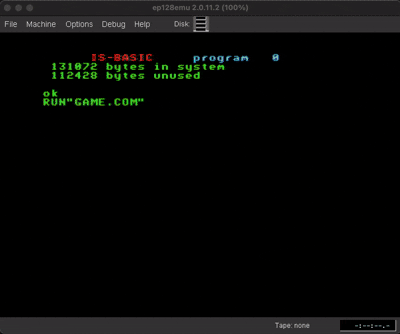 ep128emu 2.0.11.2 (100%)
File Machine Options Debug Help Disk:
IS-BASIC program 0
131072 bytes in system
112428 bytes unused
ok
RUN"GAME.COM"
Tape: none -:--:--.-